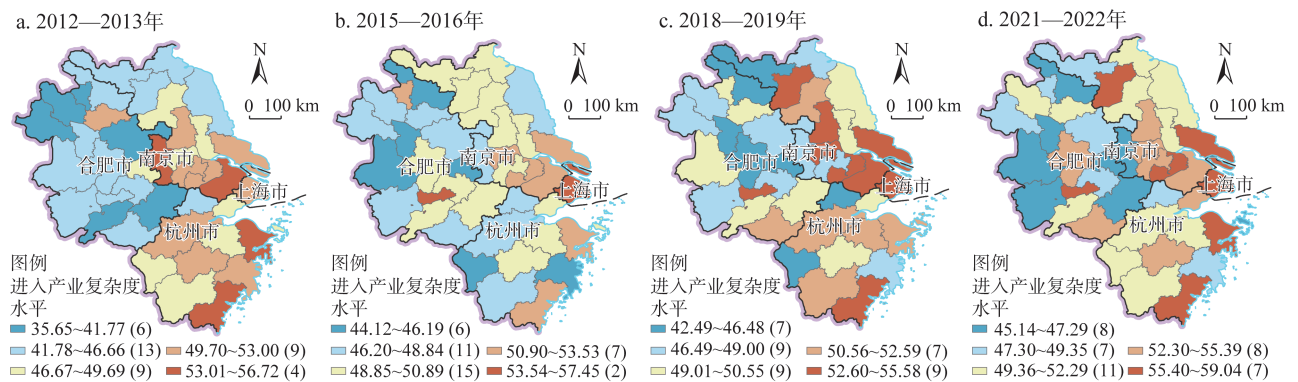 a. 2012—2013年
N
0 100 km
合肥市
南京市
上海市
杭州市
图例
进入产业复杂度
水平
35.65~41.77 (6)
41.78~46.66 (13)
46.67~49.69 (9)
49.70~53.00 (9)
53.01~56.72 (4)
b. 2015—2016年
N
0 100 km
合肥市
南京市
上海市
杭州市
图例
进入产业复杂度
水平
44.12~46.19 (6)
46.20~48.84 (11)
48.85~50.89 (15)
50.90~53.53 (7)
53.54~57.45 (2)
c. 2018—2019年
N
0 100 km
合肥市
南京市
上海市
杭州市
图例
进入产业复杂度
水平
42.49~46.48 (7)
46.49~49.00 (9)
49.01~50.55 (9)
50.56~52.59 (7)
52.60~55.58 (9)
d. 2021—2022年
N
0 100 km
合肥市
南京市
上海市
杭州市
图例
进入产业复杂度
水平
45.14~47.29 (8)
47.30~49.35 (7)
49.36~52.29 (11)
52.30~55.39 (8)
55.40~59.04 (7)